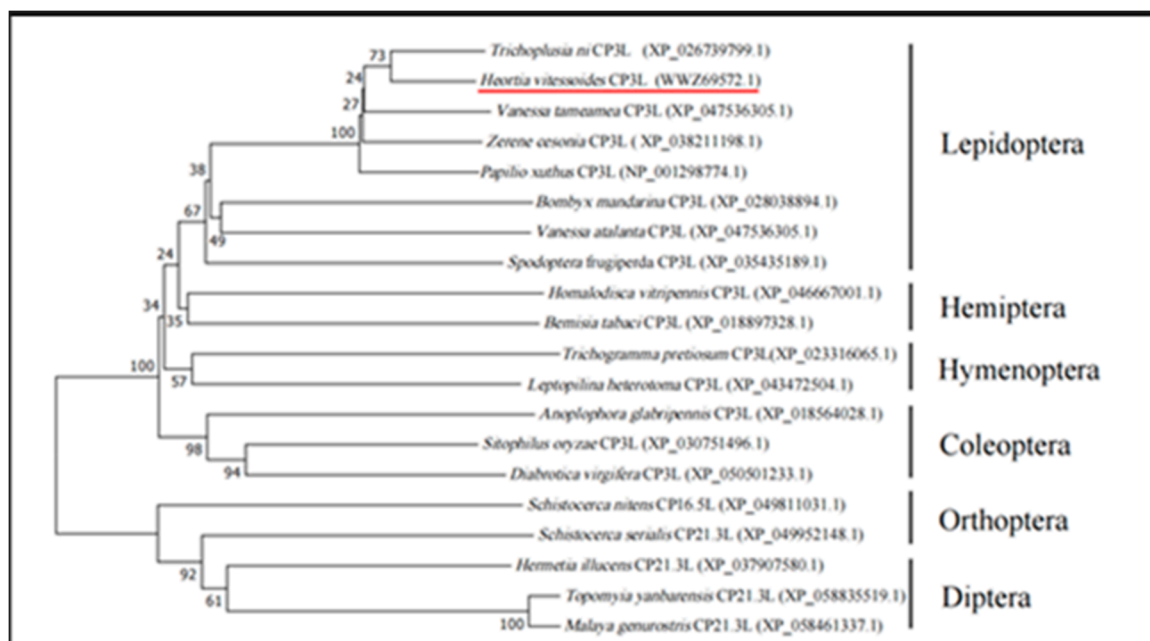 73
Trichoplusia ni CP3L (XP_026739799.1)
24
Heortia vitessoides CP3L (WWZ69572.1)
27
Vanessa tameamea CP3L (XP_047536305.1)
100
Zerene cesonia CP3L ( XP_038211198.1)
Lepidoptera
38
Papilio xuthus CP3L (NP_001298774.1)
Bombyx mandarina CP3L (XP_028038894.1)
67
49
Vanessa atalanta CP3L (XP_047536305.1)
24
Spodoptera frugiperda CP3L (XP_035435189.1)
34
Homalodisca vitripennis CP3L (XP_046667001.1)
Hemiptera
35
Bemisia tabaci CP3L (XP_018897328.1)
100
Trichogramma pretiosum CP3L(XP_023316065.1)
Hymenoptera
57
Leptopilina heterotoma CP3L (XP_043472504.1)
Anoplophora glabripennis CP3L (XP_018564028.1)
98
Sitophilus oryzae CP3L (XP_030751496.1)
Coleoptera
94
Diabrotica virgifera CP3L (XP_050501233.1)
Schistocerca nitens CP16.5L (XP_049811031.1)
Orthoptera
Schistocerca serialis CP21.3L (XP_049952148.1)
92
Hermetia illucens CP21.3L (XP_037907580.1)
61
Topomyia yanbarensis CP21.3L (XP_058835519.1)
Diptera
100
Malaya genurostris CP21.3L (XP_058461337.1)